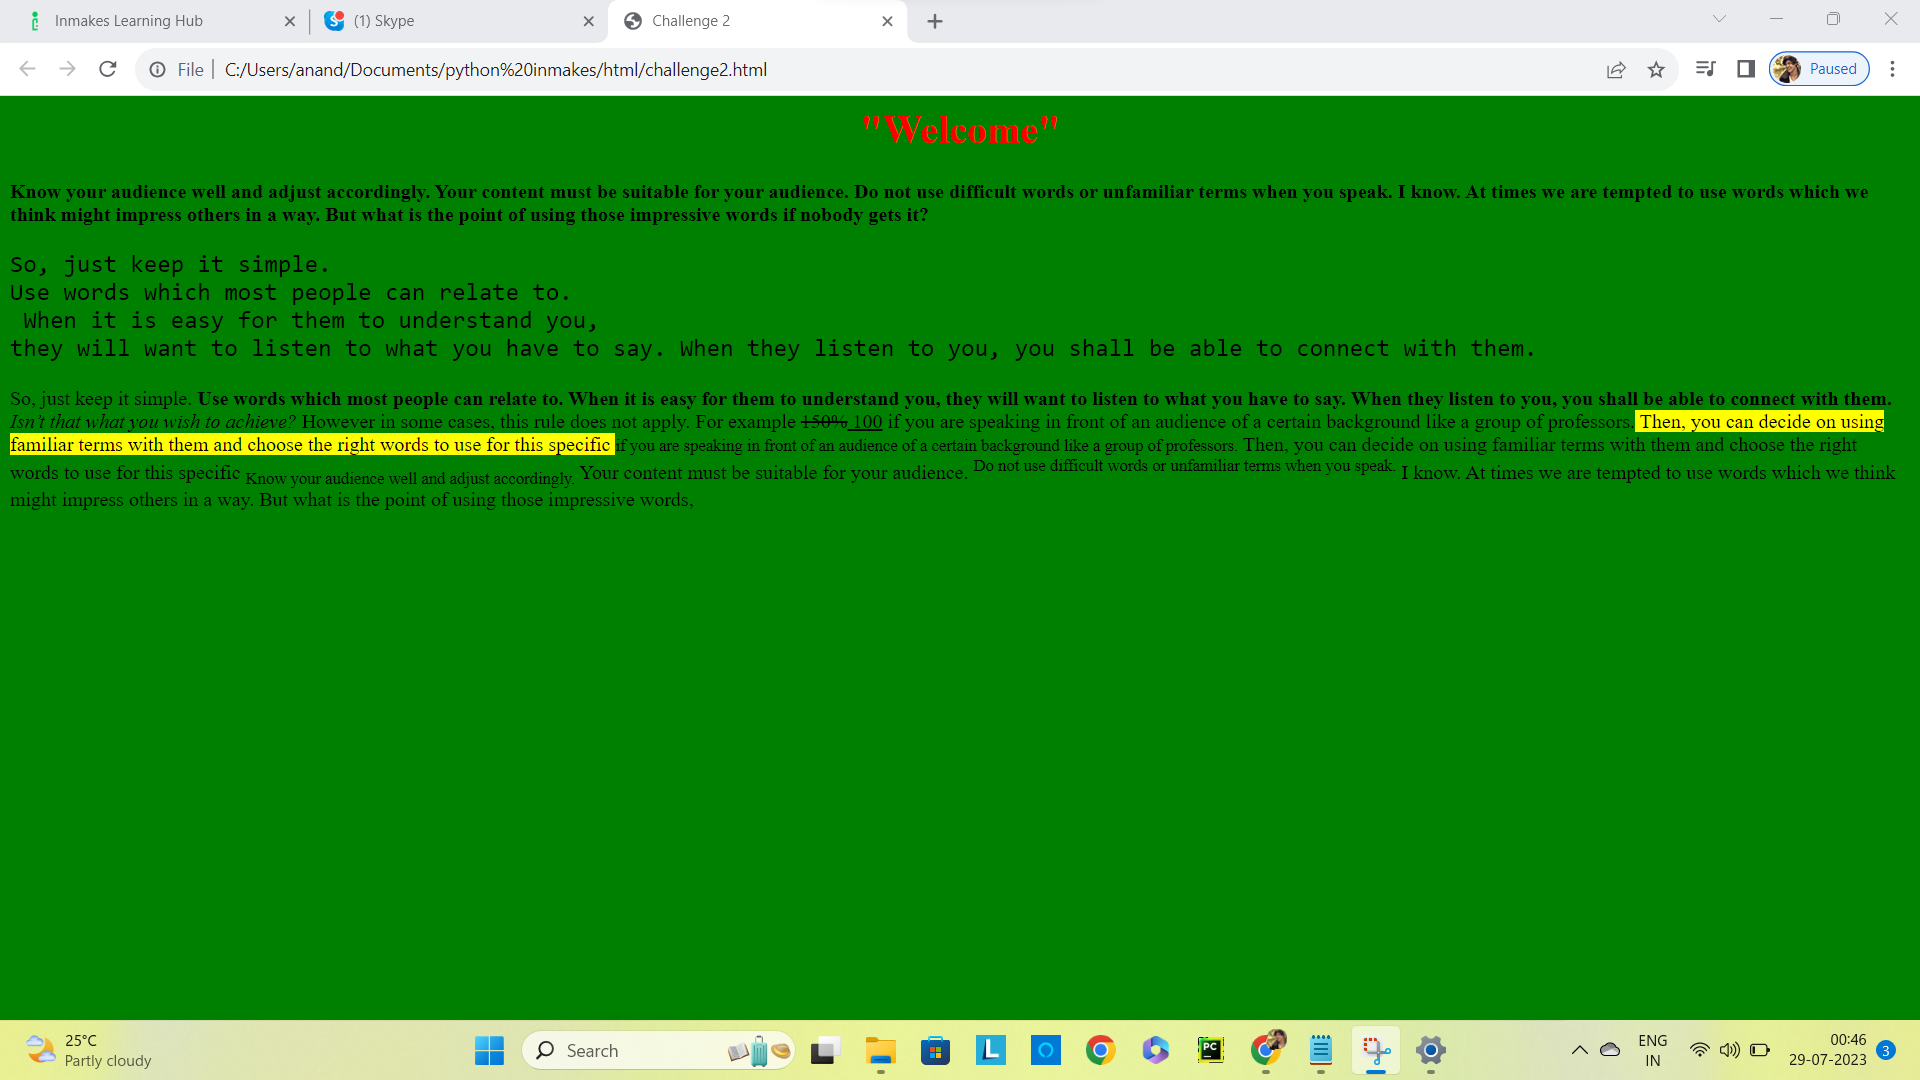 Inmakes Learning Hub
(1) Skype
Challenge 2
File
C:/Users/anand/Documents/python%20inmakes/html/challenge2.html
Paused
"Welcome"
Know your audience well and adjust accordingly. Your content must be suitable for your audience. Do not use difficult words or unfamiliar terms when you speak. I know. At times we are tempted to use words which we
think might impress others in a way. But what is the point of using those impressive words if nobody gets it?
So, just keep it simple.
Use words which most people can relate to.
When it is easy for them to understand you,
they will want to listen to what you have to say. When they listen to you, you shall be able to connect with them.
So, just keep it simple. Use words which most people can relate to. When it is easy for them to understand you, they will want to listen to what you have to say. When they listen to you, you shall be able to connect with them.
Isn't that what you wish to achieve? However in some cases, this rule does not apply. For example 150% 100 if you are speaking in front of an audience of a certain background like a group of professors. Then, you can decide on using
familiar terms with them and choose the right words to use for this specific if you are speaking in front of an audience of a certain background like a group of professors. Then, you can decide on using familiar terms with them and choose the right
words to use for this specific Know your audience well and adjust accordingly. Your content must be suitable for your audience. Do not use difficult words or unfamiliar terms when you speak. I know. At times we are tempted to use words which we think
might impress others in a way. But what is the point of using those impressive words,
25°C
Partly cloudy
Search
L
PC
ENG
IN
00:46
29-07-2023
3